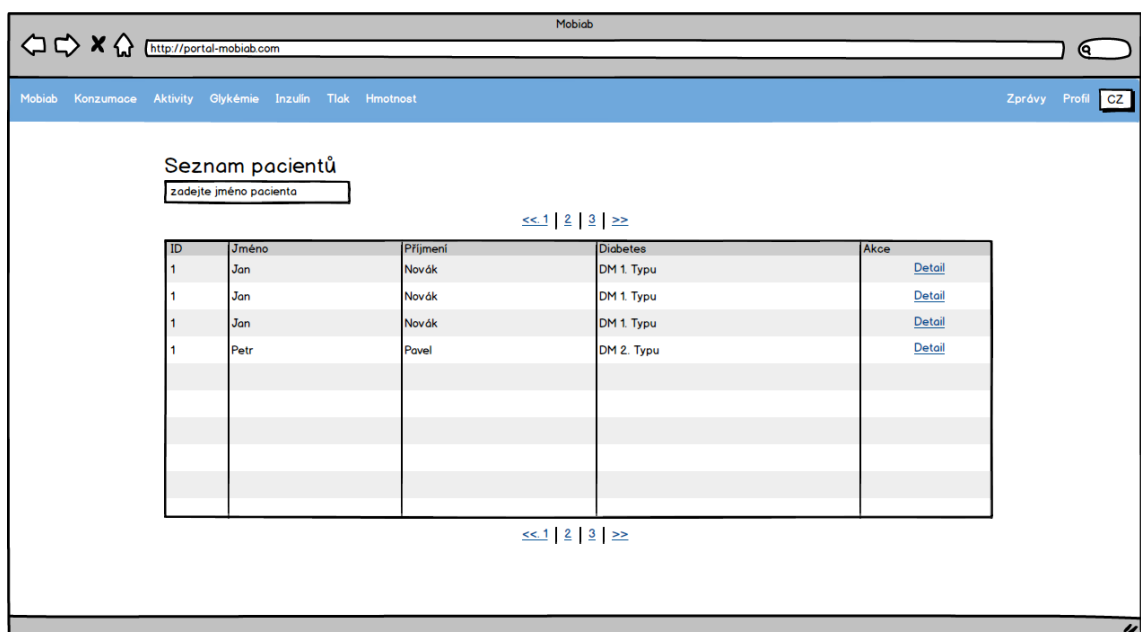 Mobiab
http://portal-mobiab.com
Mobiab Konzumace Aktivity Glykémie Inzulín Tlak Hmotnost Zprávy Profil CZ
Seznam pacientů
zadejte jméno pacienta
<<. 1 | 2 | 3 | >>
ID Jméno Příjmení Diabetes Akce
1 Jan Novák DM 1. Typu Detail
1 Jan Novák DM 1. Typu Detail
1 Jan Novák DM 1. Typu Detail
1 Petr Pavel DM 2. Typu Detail
<<. 1 | 2 | 3 | >>